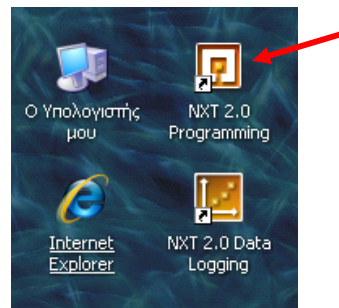 Ο Υπολογιστής
μου
NXT 2.0
Programming
Internet
Explorer
NXT 2.0 Data
Logging